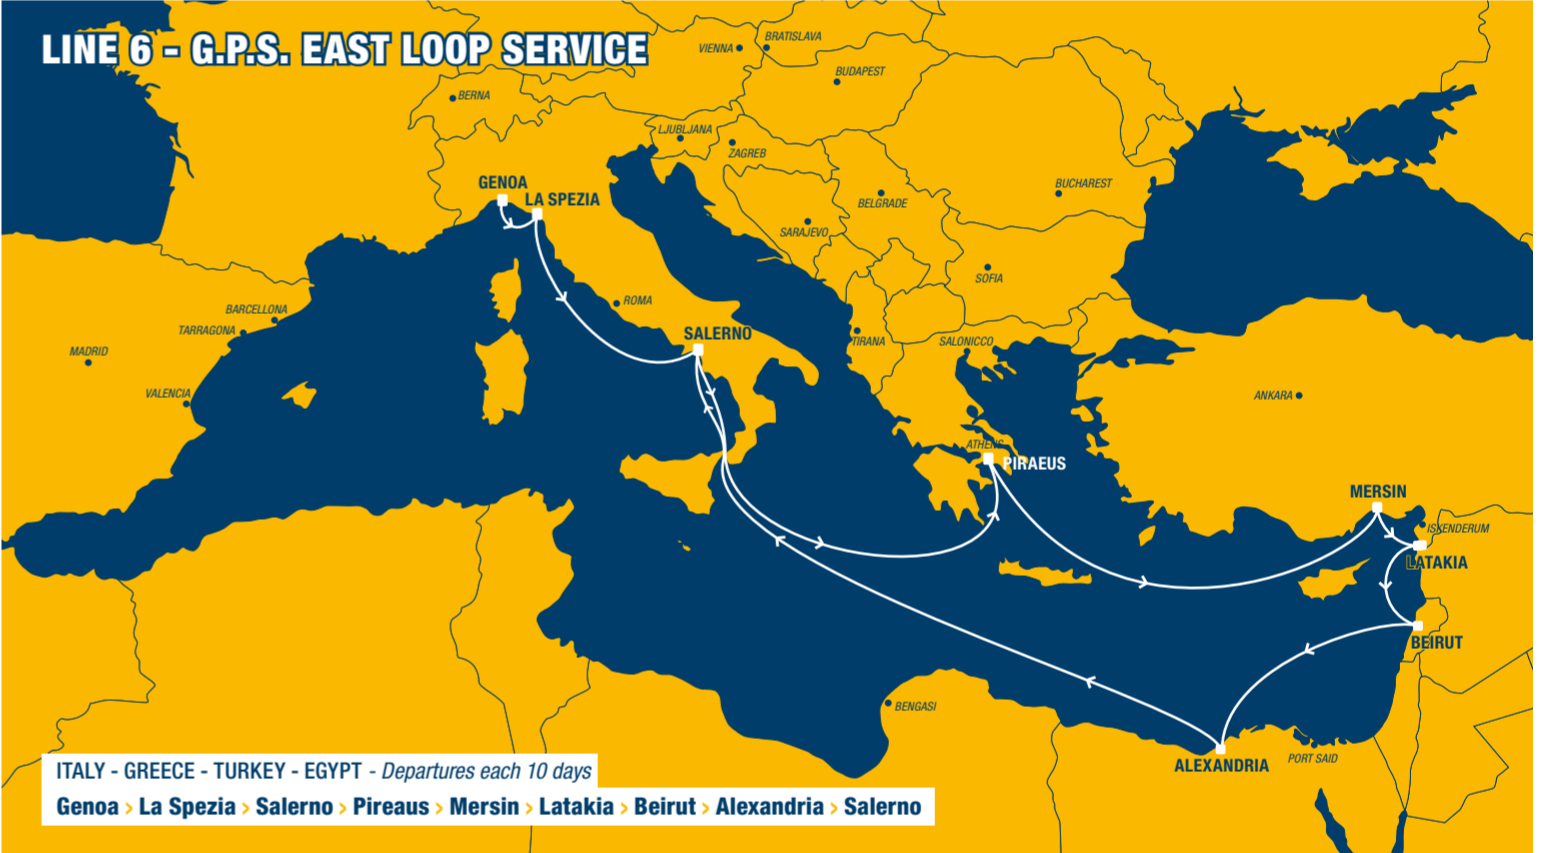 LINE 6 - G.P.S. EAST LOOP SERVICE
VIENNA
BRATISLAVA
BUDAPEST
BERNA
LJUBLJANA
ZAGREB
GENOA
LA SPEZIA
BELGRADE
BUCHAREST
SARAJEVO
SOFIA
ROMA
BARCELLONA
TARRAGONA
SALERNO
TIRANA
SALONICCO
MADRID
VALENCIA
ANKARA
ATHENS
PIRAEUS
MERSIN
ISKENDERUM
LATAKIA
BEIRUT
BENGASI
ALEXANDRIA
PORT SAID
ITALY - GREECE - TURKEY - EGYPT - Departures each 10 days
Genoa > La Spezia > Salerno > Pireaus > Mersin > Latakia > Beirut > Alexandria > Salerno